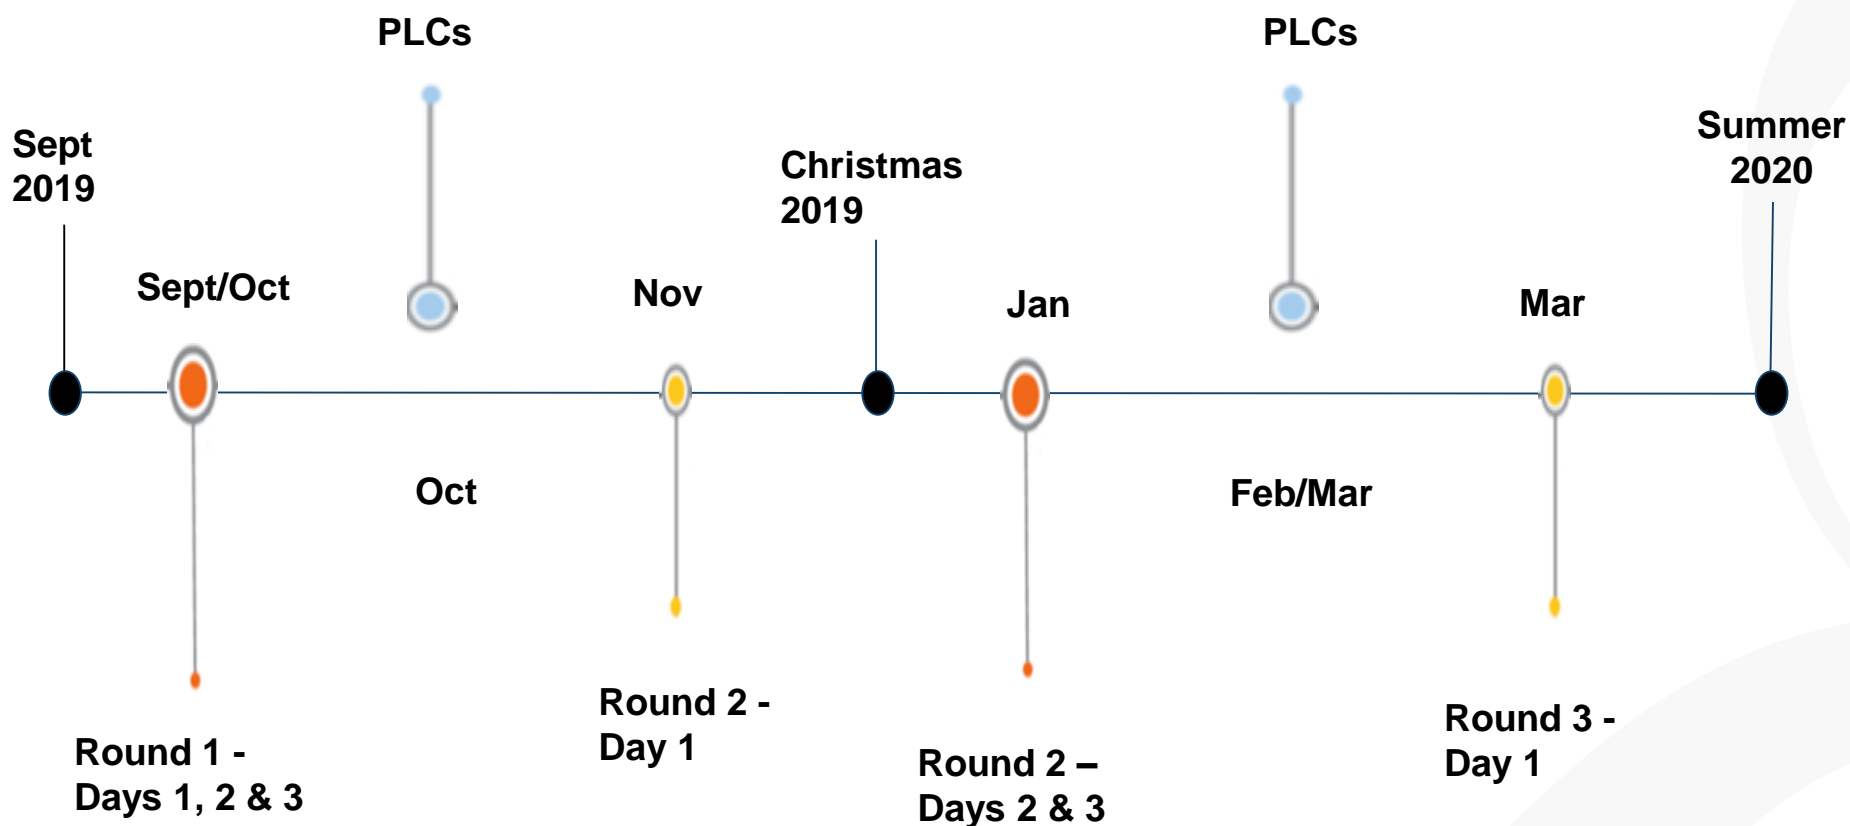 PLCs
PLCs
Sept
2019
Christmas
2019
Summer
2020
Sept/Oct
Nov
Jan
Mar
Oct
Feb/Mar
Round 1 -
Days 1, 2 & 3
Round 2 -
Day 1
Round 2 –
Days 2 & 3
Round 3 -
Day 1